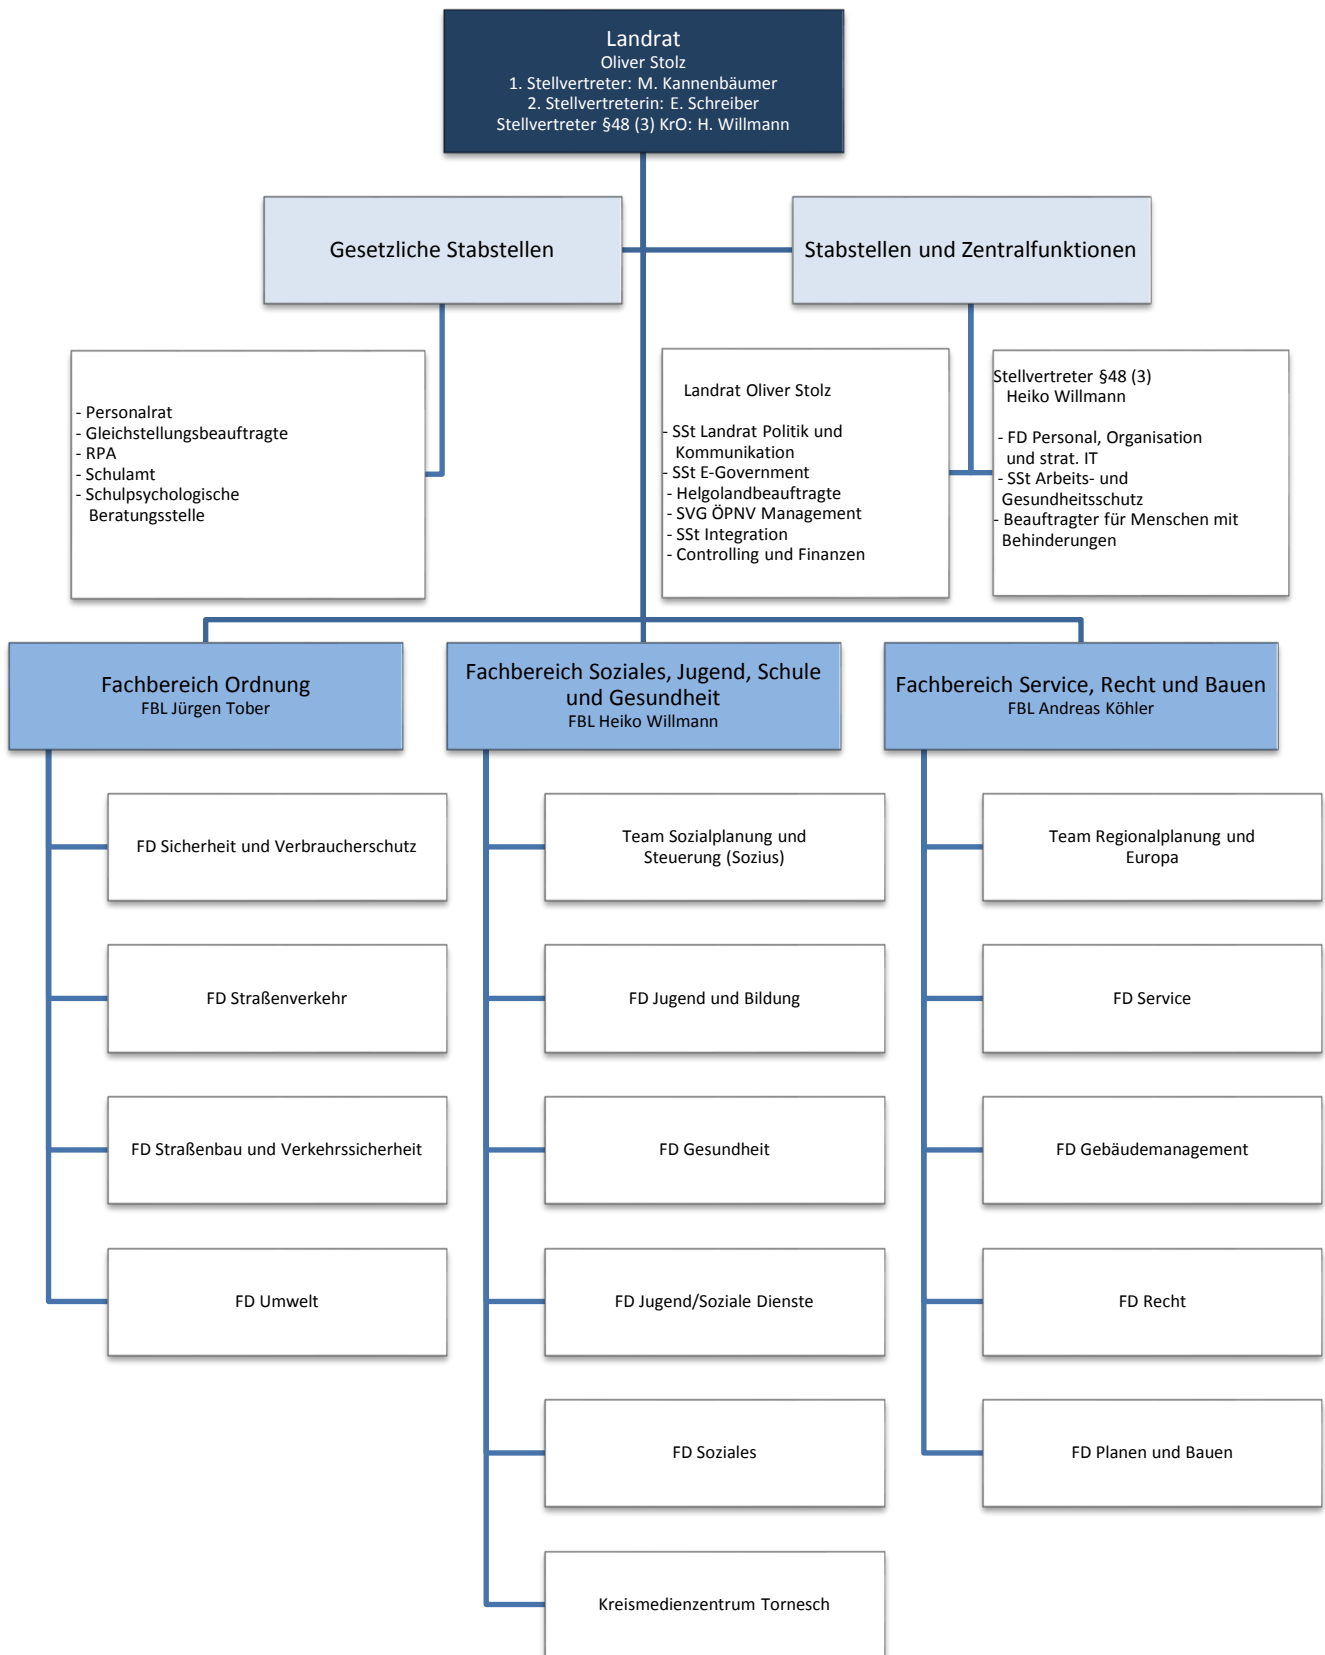 Landrat
Oliver Stolz
1. Stellvertreter: M. Kannenbäumer
2. Stellvertreterin: E. Schreiber
Stellvertreter §48 (3) KrO: H. Willmann
Gesetzliche Stabstellen
Stabstellen und Zentralfunktionen
- Personalrat
- Gleichstellungsbeauftragte
- RPA
- Schulamt
- Schulpsychologische
Beratungsstelle
Landrat Oliver Stolz
- SSt Landrat Politik und
Kommunikation
- SSt E-Government
- Helgolandbeauftragte
- SVG ÖPNV Management
- SSt Integration
- Controlling und Finanzen
Stellvertreter §48 (3)
Heiko Willmann
- FD Personal, Organisation
und strat. IT
- SSt Arbeits- und
Gesundheitsschutz
- Beauftragter für Menschen mit
Behinderungen
Fachbereich Ordnung
FBL Jürgen Tober
FD Sicherheit und Verbraucherschutz
FD Straßenverkehr
FD Straßenbau und Verkehrssicherheit
FD Umwelt
Fachbereich Soziales, Jugend, Schule
und Gesundheit
FBL Heiko Willmann
Team Sozialplanung und
Steuerung (Sozius)
FD Jugend und Bildung
FD Gesundheit
FD Jugend/Soziale Dienste
FD Soziales
Kreismedienzentrum Tornesch
Fachbereich Service, Recht und Bauen
FBL Andreas Köhler
Team Regionalplanung und
Europa
FD Service
FD Gebäudemanagement
FD Recht
FD Planen und Bauen